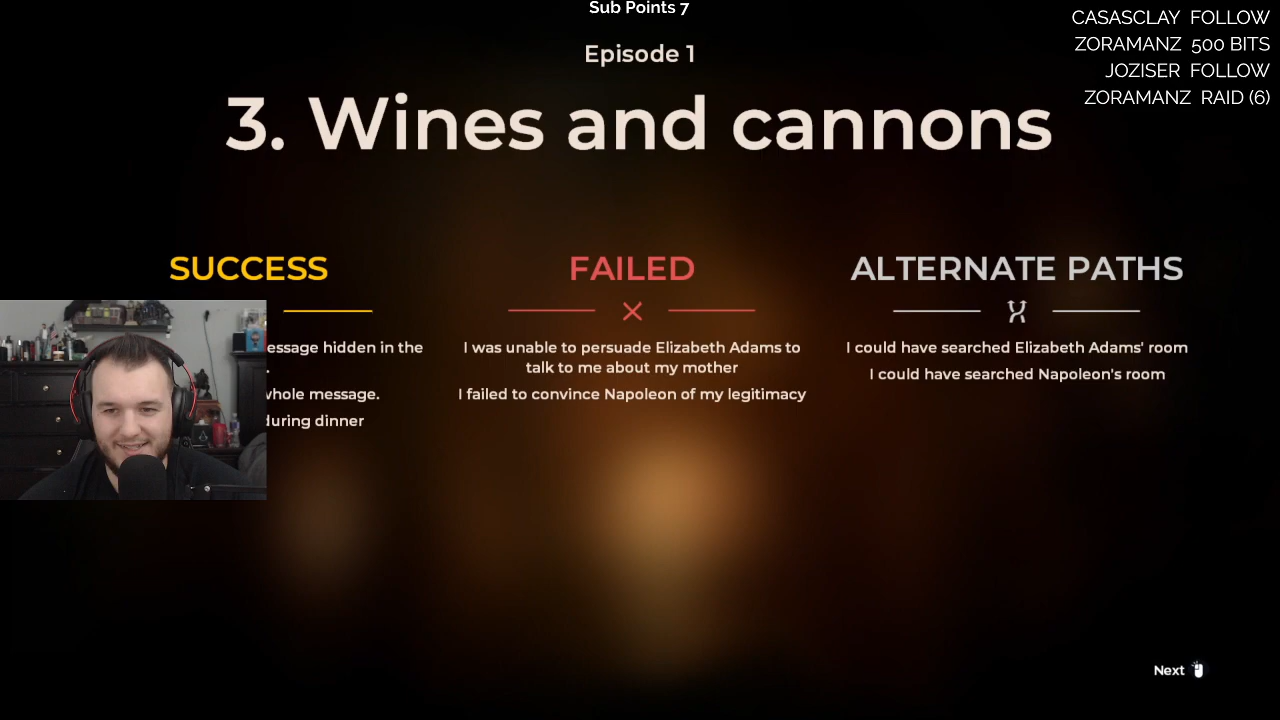 Sub Points 7
CASASCLAY FOLLOW
ZORAMANZ 500 BITS
JOZISER FOLLOW
ZORAMANZ RAID (6)
Episode 1
3. Wines and cannons
SUCCESS
hidden in the
.
whole message.
during dinner
FAILED
I was unable to persuade Elizabeth Adams to
talk to me about my mother
I failed to convince Napoleon of my legitimacy
ALTERNATE PATHS
I could have searched Elizabeth Adams' room
I could have searched Napoleon's room
Next